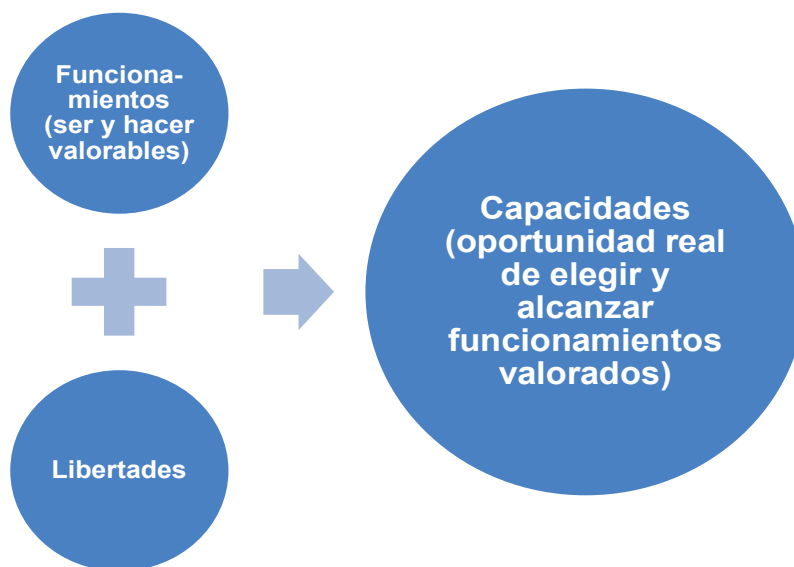 Funciona-
mientos
(ser y hacer
valorables)
Libertades
Capacidades
(oportunidad real
de elegir y
alcanzar
funcionamientos
valorados)